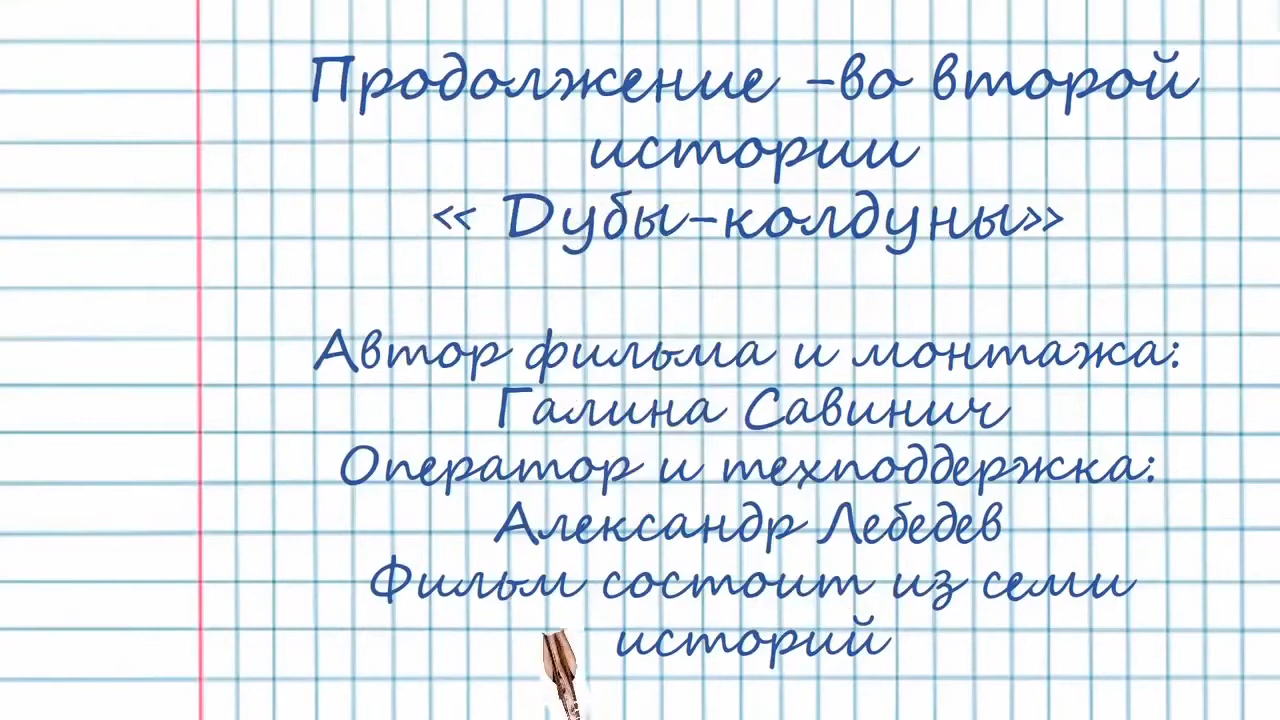 Продолжение -во второй
истории
« Дубы-колдуны»
Автор фильма и монтажа:
Галина Савинич
Оператор и техподдержка:
Александр Лебедев
Фильм состоит из семи
историй